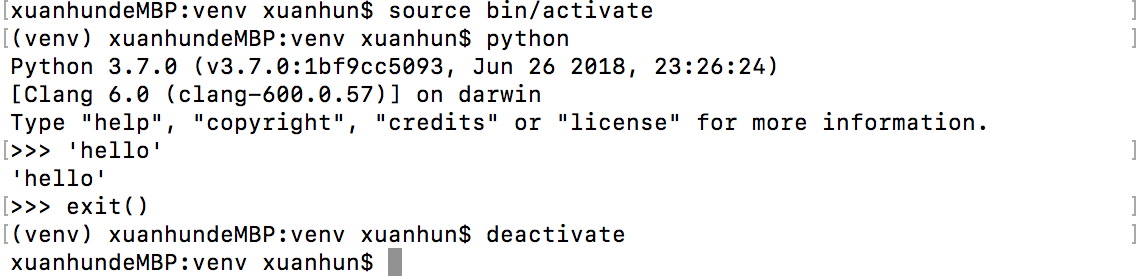 [xuanhundeMBP:venv xuanhun$ source bin/activate ]
[(venv) xuanhundeMBP:venv xuanhun$ python ]
Python 3.7.0 (v3.7.0:1bf9cc5093, Jun 26 2018, 23:26:24)
[Clang 6.0 (clang-600.0.57)] on darwin
Type "help", "copyright", "credits" or "license" for more information.
[>>> 'hello' ]
'hello'
[>>> exit() ]
[(venv) xuanhundeMBP:venv xuanhun$ deactivate ]
xuanhundeMBP:venv xuanhun$